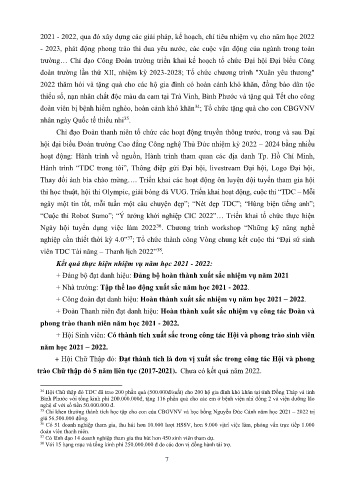 2021 - 2022, qua đó xây dựng các giải pháp, kế hoạch, chỉ tiêu nhiệm vụ cho năm học 2022
- 2023, phát động phong trào thi đua yêu nước, các cuộc vận động của ngành trong toàn
trường… Chỉ đạo Công Đoàn trường triển khai kế hoạch tổ chức Đại hội Đại biểu Công
đoàn trường lần thứ XII, nhiệm kỳ 2023-2028; Tổ chức chương trình "Xuân yêu thương"
2022 thăm hỏi và tặng quà cho các hộ gia đình có hoàn cảnh khó khăn, đồng bào dân tộc
thiểu số, nạn nhân chất độc màu da cam tại Trà Vinh, Bình Phước và tặng quà Tết cho công
đoàn viên bị bệnh hiểm nghèo, hoàn cảnh khó khăn³⁴; Tổ chức tặng quà cho con CBGVNV
nhân ngày Quốc tế thiếu nhi³⁵.
Chỉ đạo Đoàn thanh niên tổ chức các hoạt động truyền thống trước, trong và sau Đại
hội đại biểu Đoàn trường Cao đẳng Công nghệ Thủ Đức nhiệm kỳ 2022 – 2024 bằng nhiều
hoạt động: Hành trình về nguồn, Hành trình tham quan các địa danh Tp. Hồ Chí Minh,
Hành trình “TDC trong tôi”, Thông điệp gửi Đại hội, livestream Đại hội, Logo Đại hội,
Thay đổi ảnh bìa chào mừng…. Triển khai các hoạt động ôn luyện đội tuyển tham gia hội
thi học thuật, hội thi Olympic, giải bóng đá VUG. Triển khai hoạt động, cuộc thi “TDC – Mỗi
ngày một tin tốt, mỗi tuần một câu chuyện đẹp”; “Nét đẹp TDC”; “Hùng biện tiếng anh”;
“Cuộc thi Robot Sumo”; “Ý tưởng khởi nghiệp CIC 2022”… Triển khai tổ chức thực hiện
Ngày hội tuyển dụng việc làm 2022³⁶. Chương trình workshop “Những kỹ năng nghề
nghiệp cần thiết thời kỳ 4.0”³⁷; Tổ chức thành công Vòng chung kết cuộc thi “Đại sứ sinh
viên TDC Tài năng – Thanh lịch 2022”³⁸.
Kết quả thực hiện nhiệm vụ năm học 2021 - 2022:
+ Đảng bộ đạt danh hiệu: Đảng bộ hoàn thành xuất sắc nhiệm vụ năm 2021
+ Nhà trường: Tập thể lao động xuất sắc năm học 2021 - 2022.
+ Công đoàn đạt danh hiệu: Hoàn thành xuất sắc nhiệm vụ năm học 2021 – 2022.
+ Đoàn Thanh niên đạt danh hiệu: Hoàn thành xuất sắc nhiệm vụ công tác Đoàn và
phong trào thanh niên năm học 2021 - 2022.
+ Hội Sinh viên: Có thành tích xuất sắc trong công tác Hội và phong trào sinh viên
năm học 2021 – 2022.
+ Hội Chữ Thập đỏ: Đạt thành tích là đơn vị xuất sắc trong công tác Hội và phong
trào Chữ thập đỏ 5 năm liên tục (2017-2021). Chưa có kết quả năm 2022.
³⁴ Hội Chữ thập đỏ TDC đã trao 200 phần quà (500.000đ/suất) cho 200 hộ gia đình khó khăn tại tỉnh Đồng Tháp và tỉnh
Bình Phước với tổng kinh phí 200.000.000đ, tặng 116 phần quà cho các em ở bệnh viện nhi đồng 2 và viện dưỡng lão
nghệ sĩ với số tiền 50.000.000 đ.
³⁵ Chi khen thưởng thành tích học tập cho con của CBGVNV và học bổng Nguyễn Đức Cảnh năm học 2021 – 2022 trị
giá 56.500.000 đồng.
³⁶ Có 51 doanh nghiệp tham gia, thu hút hơn 10.000 lượt HSSV, hơn 9.000 vị trí việc làm, phỏng vấn trực tiếp 1.000
đoàn viên thanh niên.
³⁷ Có lãnh đạo 14 doanh nghiệp tham gia thu hút hơn 450 sinh viên tham dự.
³⁸ Với 15 hạng mục và tổng kinh phí 250.000.000 đ do các đơn vị đồng hành tài trợ.
7